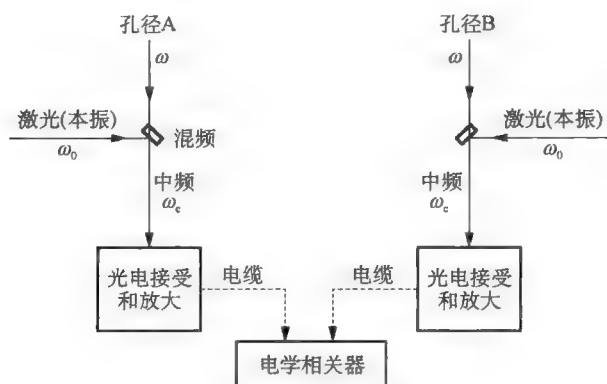 孔径A
孔径B
ω
ω
激光(本振)
激光(本振)
混频
ω₀
ω₀
中频
中频
ωc
ωc
光电接受
和放大
电缆
电缆
光电接受
和放大
电学相关器